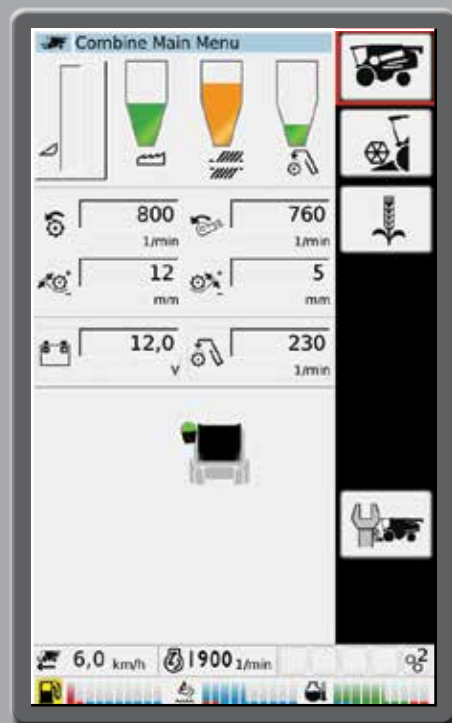 Combine Main Menu
800 760
1/min 1/min
12 5
mm mm
12,0 230
V 1/min
6,0 km/h 1900 1/min 2